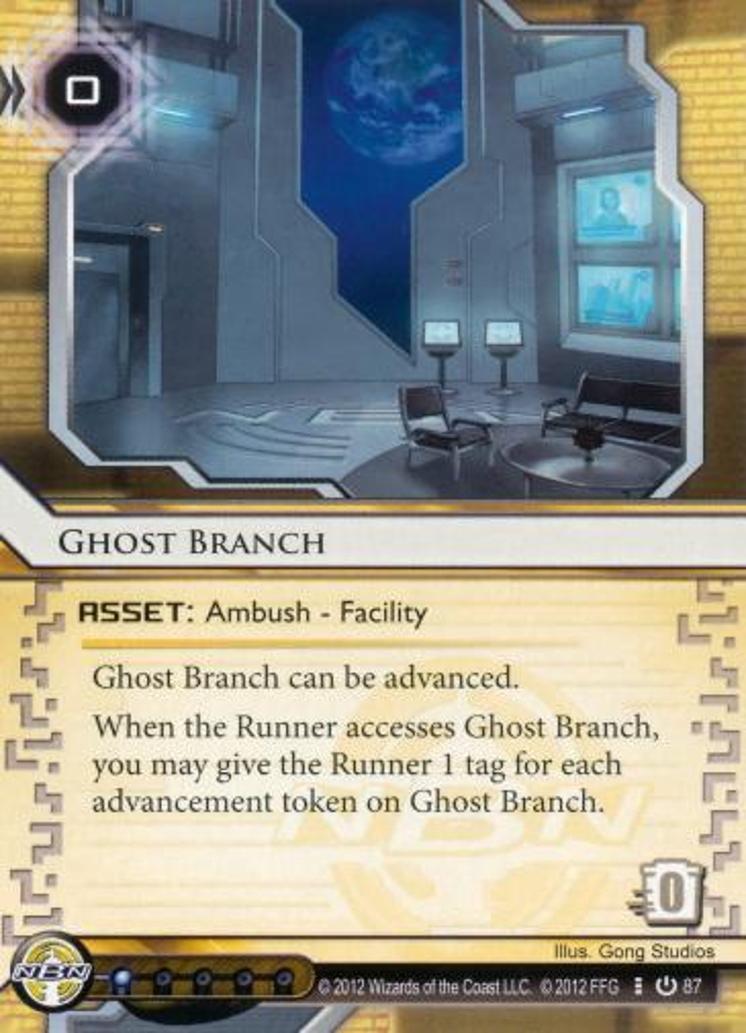 0
GHOST BRANCH
ASSET: Ambush - Facility
Ghost Branch can be advanced.
When the Runner accesses Ghost Branch,
you may give the Runner 1 tag for each
advancement token on Ghost Branch.
NBN
0
Illus. Gong Studios
NBN
© 2012 Wizards of the Coast LLC. © 2012 FFG 87